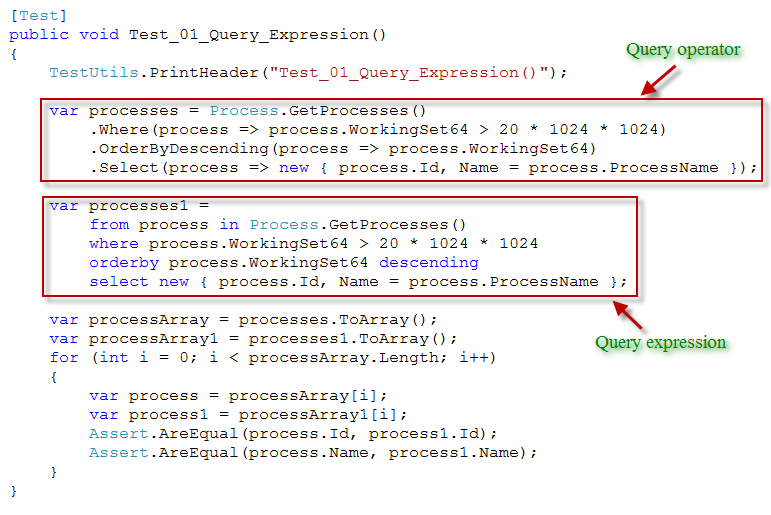 [Test]
public void Test_01_Query_Expression()
{
Query operator
TestUtils.PrintHeader("Test_01_Query_Expression()");
var processes = Process.GetProcesses()
.Where(process => process.WorkingSet64 > 20 * 1024 * 1024)
.OrderByDescending(process => process.WorkingSet64)
.Select(process => new { process.Id, Name = process.ProcessName });
var processes1 =
from process in Process.GetProcesses()
where process.WorkingSet64 > 20 * 1024 * 1024
orderby process.WorkingSet64 descending
select new { process.Id, Name = process.ProcessName };
var processArray = processes.ToArray();
var processArray1 = processes1.ToArray();
Query expression
for (int i = 0; i < processArray.Length; i++)
{
var process = processArray[i];
var process1 = processArray1[i];
Assert.AreEqual(process.Id, process1.Id);
Assert.AreEqual(process.Name, process1.Name);
}
}